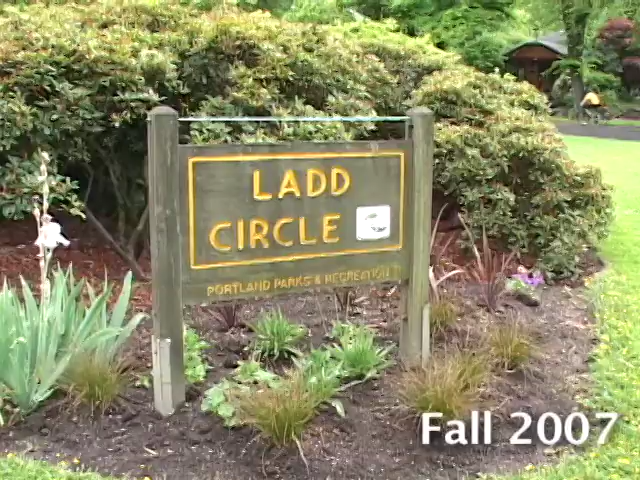 LADD
CIRCLE
PORTLAND PARKS & RECREATION
Fall 2007